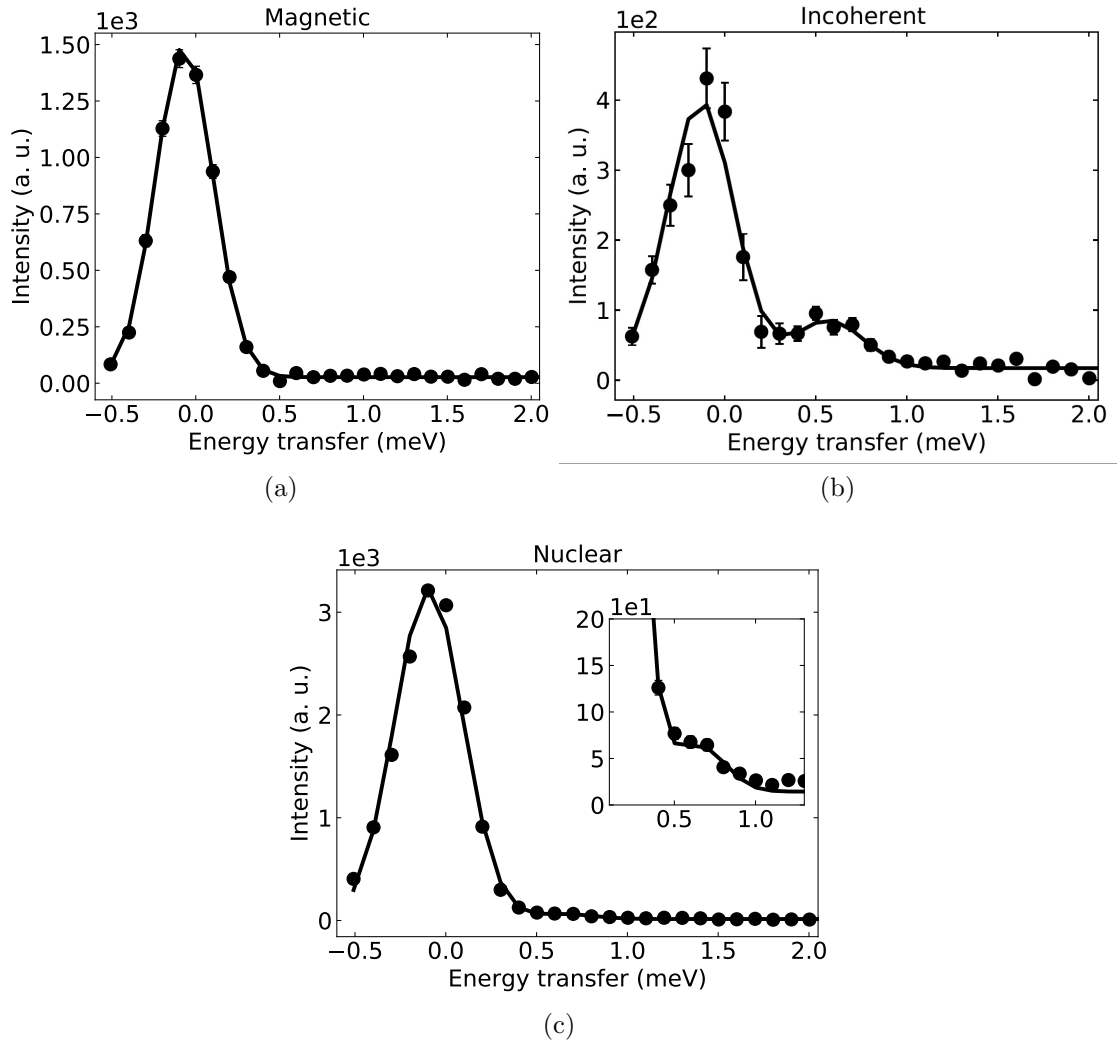 1e3
Magnetic
1.50
1.25
1.00
0.75
0.50
0.25
0.00
Intensity (a. u.)
−0.5 0.0 0.5 1.0 1.5 2.0
Energy transfer (meV)
(a)
1e2
Incoherent
4
3
2
1
0
Intensity (a. u.)
−0.5 0.0 0.5 1.0 1.5 2.0
Energy transfer (meV)
(b)
1e3
Nuclear
3
2
1
0
Intensity (a. u.)
1e1
20
15
10
5
0
0.5 1.0
−0.5 0.0 0.5 1.0 1.5 2.0
Energy transfer (meV)
(c)